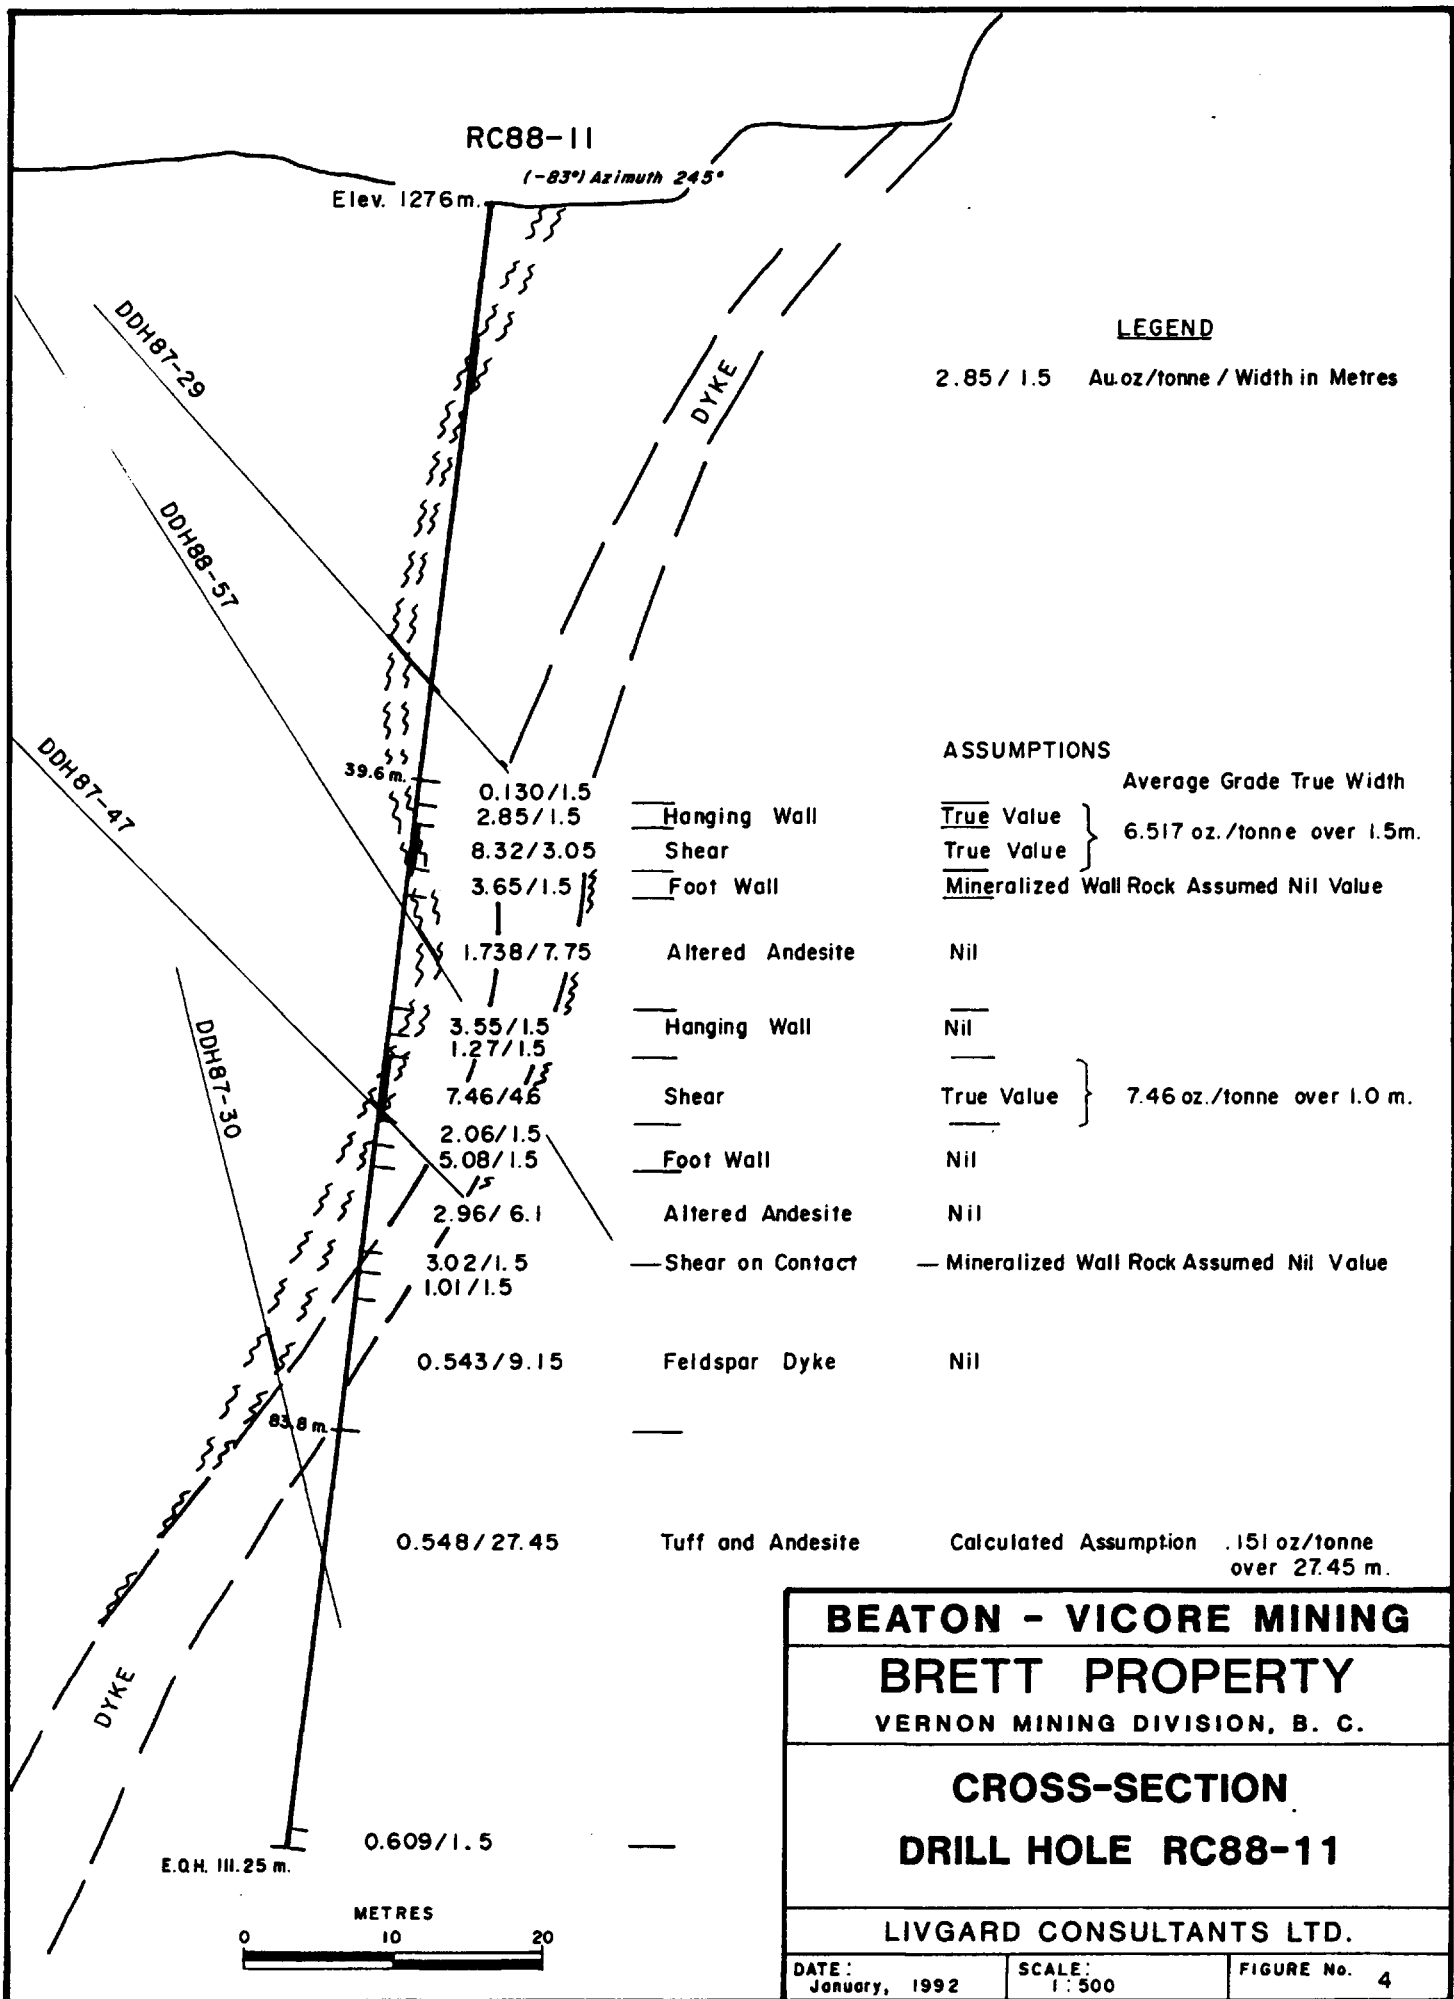 RC88-11
(-83°) Azimuth 245°
Elev. 1276m.
DDH87-29
DYKE
LEGEND
2.85 / 1.5 Au.oz/tonne / Width in Metres
DDH88-57
DDH87-47
DDH87-30
ASSUMPTIONS
Average Grade True Width
39.6 m.
0.130/1.5
2.85/1.5 Hanging Wall True Value
6.517 oz./tonne over 1.5m.
8.32/3.05 Shear True Value
3.65/1.5 Foot Wall Mineralized Wall Rock Assumed Nil Value
1.738/7.75 Altered Andesite Nil
3.55/1.5 Hanging Wall Nil
1.27/1.5
7.46/4.6 Shear True Value 7.46 oz./tonne over 1.0 m.
2.06/1.5
5.08/1.5 Foot Wall Nil
2.96/6.1 Altered Andesite Nil
3.02/1.5 Shear on Contact Mineralized Wall Rock Assumed Nil Value
1.01/1.5
0.543/9.15 Feldspar Dyke Nil
83.8 m.
0.548/27.45 Tuff and Andesite Calculated Assumption .151 oz/tonne
over 27.45 m.
DYKE
0.609/1.5
E.O.H. 111.25 m.
METRES
0 10 20
BEATON - VICORE MINING
BRETT PROPERTY
VERNON MINING DIVISION, B. C.
CROSS-SECTION
DRILL HOLE RC88-11
LIVGARD CONSULTANTS LTD.
DATE: January, 1992
SCALE: 1:500
FIGURE No. 4